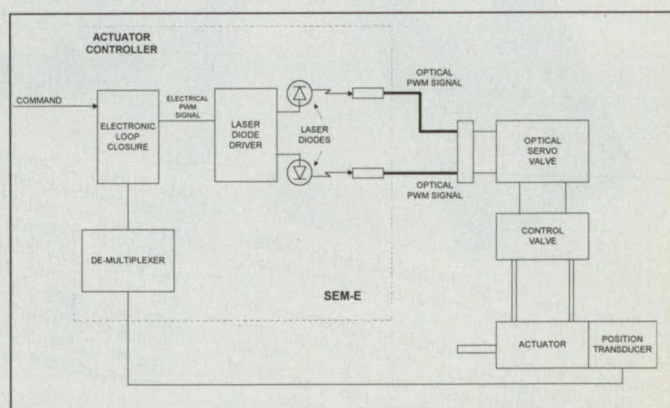 ACTUATOR
CONTROLLER
COMMAND
ELECTRONIC
LOOP
CLOSURE
ELECTRICAL
PWM
SIGNAL
LASER
DIODE
DRIVER
LASER
DIODES
OPTICAL
PWM SIGNAL
OPTICAL
PWM SIGNAL
OPTICAL
SERVO
VALVE
CONTROL
VALVE
DE-MULTIPLEXER
SEM-E
ACTUATOR
POSITION
TRANSDUCER